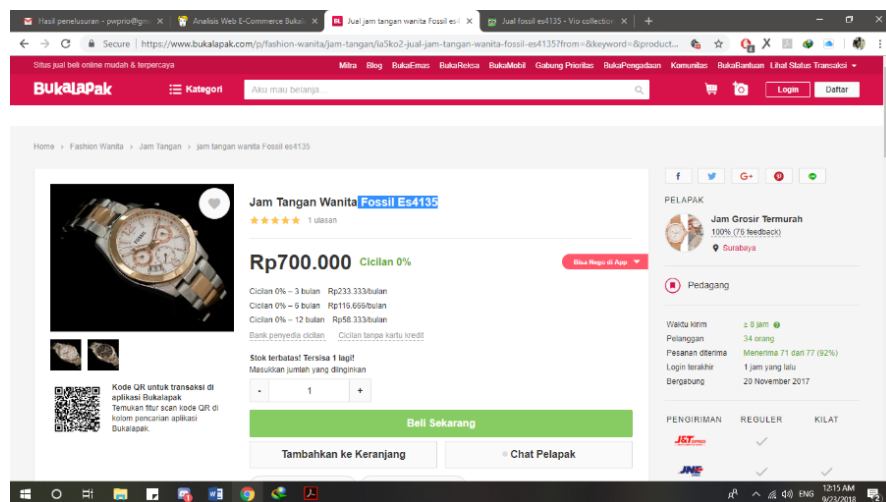 Hasil penelusuran - pwprio@gm
Analisis Web E-Commerce Bukal
Jual jam tangan wanita Fossil es4
Jual fossil es4135 - Vio collection
Secure | https://www.bukalapak.com/p/fashion-wanita/jam-tangan/ia5ko2-jual-jam-tangan-wanita-fossil-es4135?from=&keyword=&product...
Situs jual beli online mudah & terpercaya
Mitra Blog BukaEmas BukaReksa BukaMobil Gabung Prioritas BukaPengadaan Komunitas BukaBantuan Lihat Status Transaksi
BukaLapak
Kategori
Aku mau belanja...
Login
Daftar
Home > Fashion Wanita > Jam Tangan > jam tangan wanita Fossil es4135
Jam Tangan Wanita Fossil Es4135
1 ulasan
Rp700.000 Cicilan 0%
Bisa Nego di App
Cicilan 0% – 3 bulan Rp233.333/bulan
Cicilan 0% – 6 bulan Rp116.666/bulan
Cicilan 0% – 12 bulan Rp58.333/bulan
Bank penyedia cicilan Cicilan tanpa kartu kredit
Stok terbatas! Tersisa 1 lagi!
Masukkan jumlah yang diinginkan
- 1 +
Beli Sekarang
Tambahkan ke Keranjang
Chat Pelapak
Kode QR untuk transaksi di
aplikasi Bukalapak
Temukan fitur scan kode QR di
kolom pencarian aplikasi
Bukalapak.
PELAPAK
Jam Grosir Termurah
100% (76 feedback)
Surabaya
Pedagang
Waktu kirim ± 8 jam
Pelanggan 34 orang
Pesanan diterima Menerima 71 dari 77 (92%)
Login terakhir 1 jam yang lalu
Bergabung 20 November 2017
PENGIRIMAN REGULER KILAT
J&T EXPRESS
JNE
ENG
12:15 AM
9/23/2018